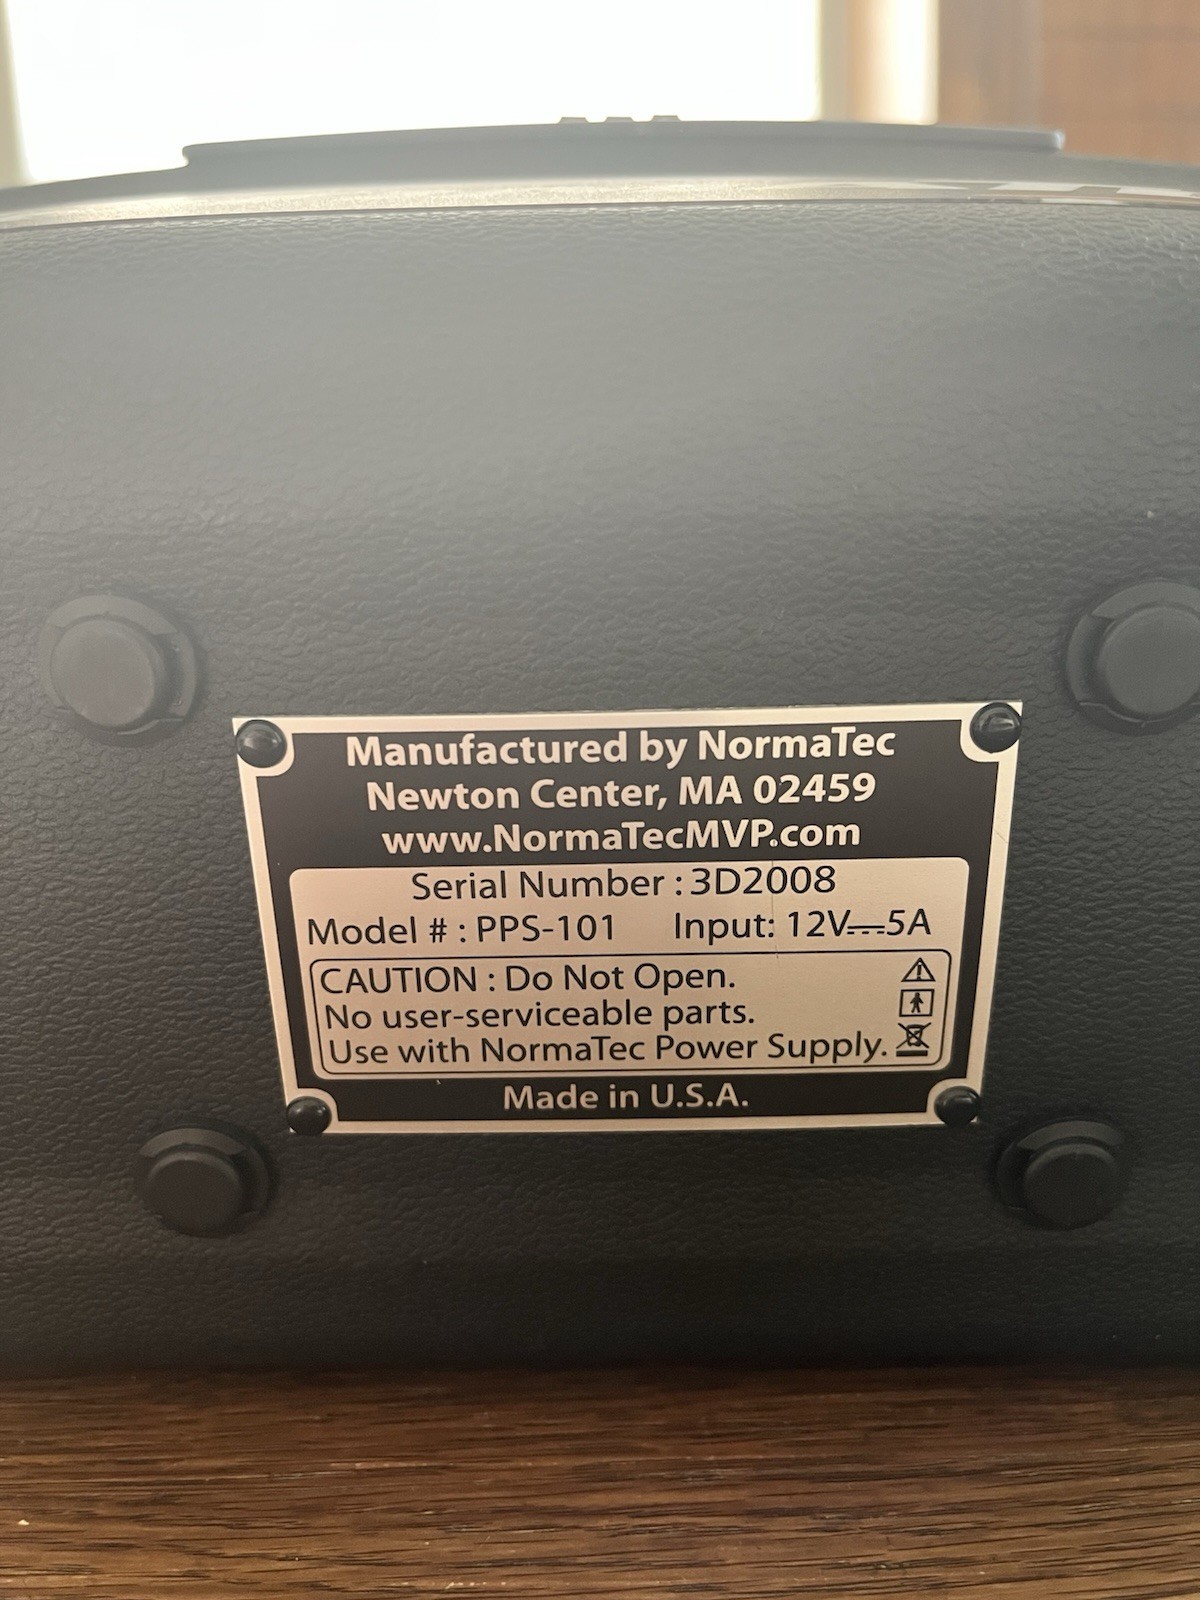 Manufactured by NormaTec
Newton Center, MA 02459
www.NormaTecMVP.com
Serial Number : 3D2008
Model # : PPS-101 Input: 12V⎓5A
CAUTION : Do Not Open.
No user-serviceable parts.
Use with NormaTec Power Supply.
Made in U.S.A.